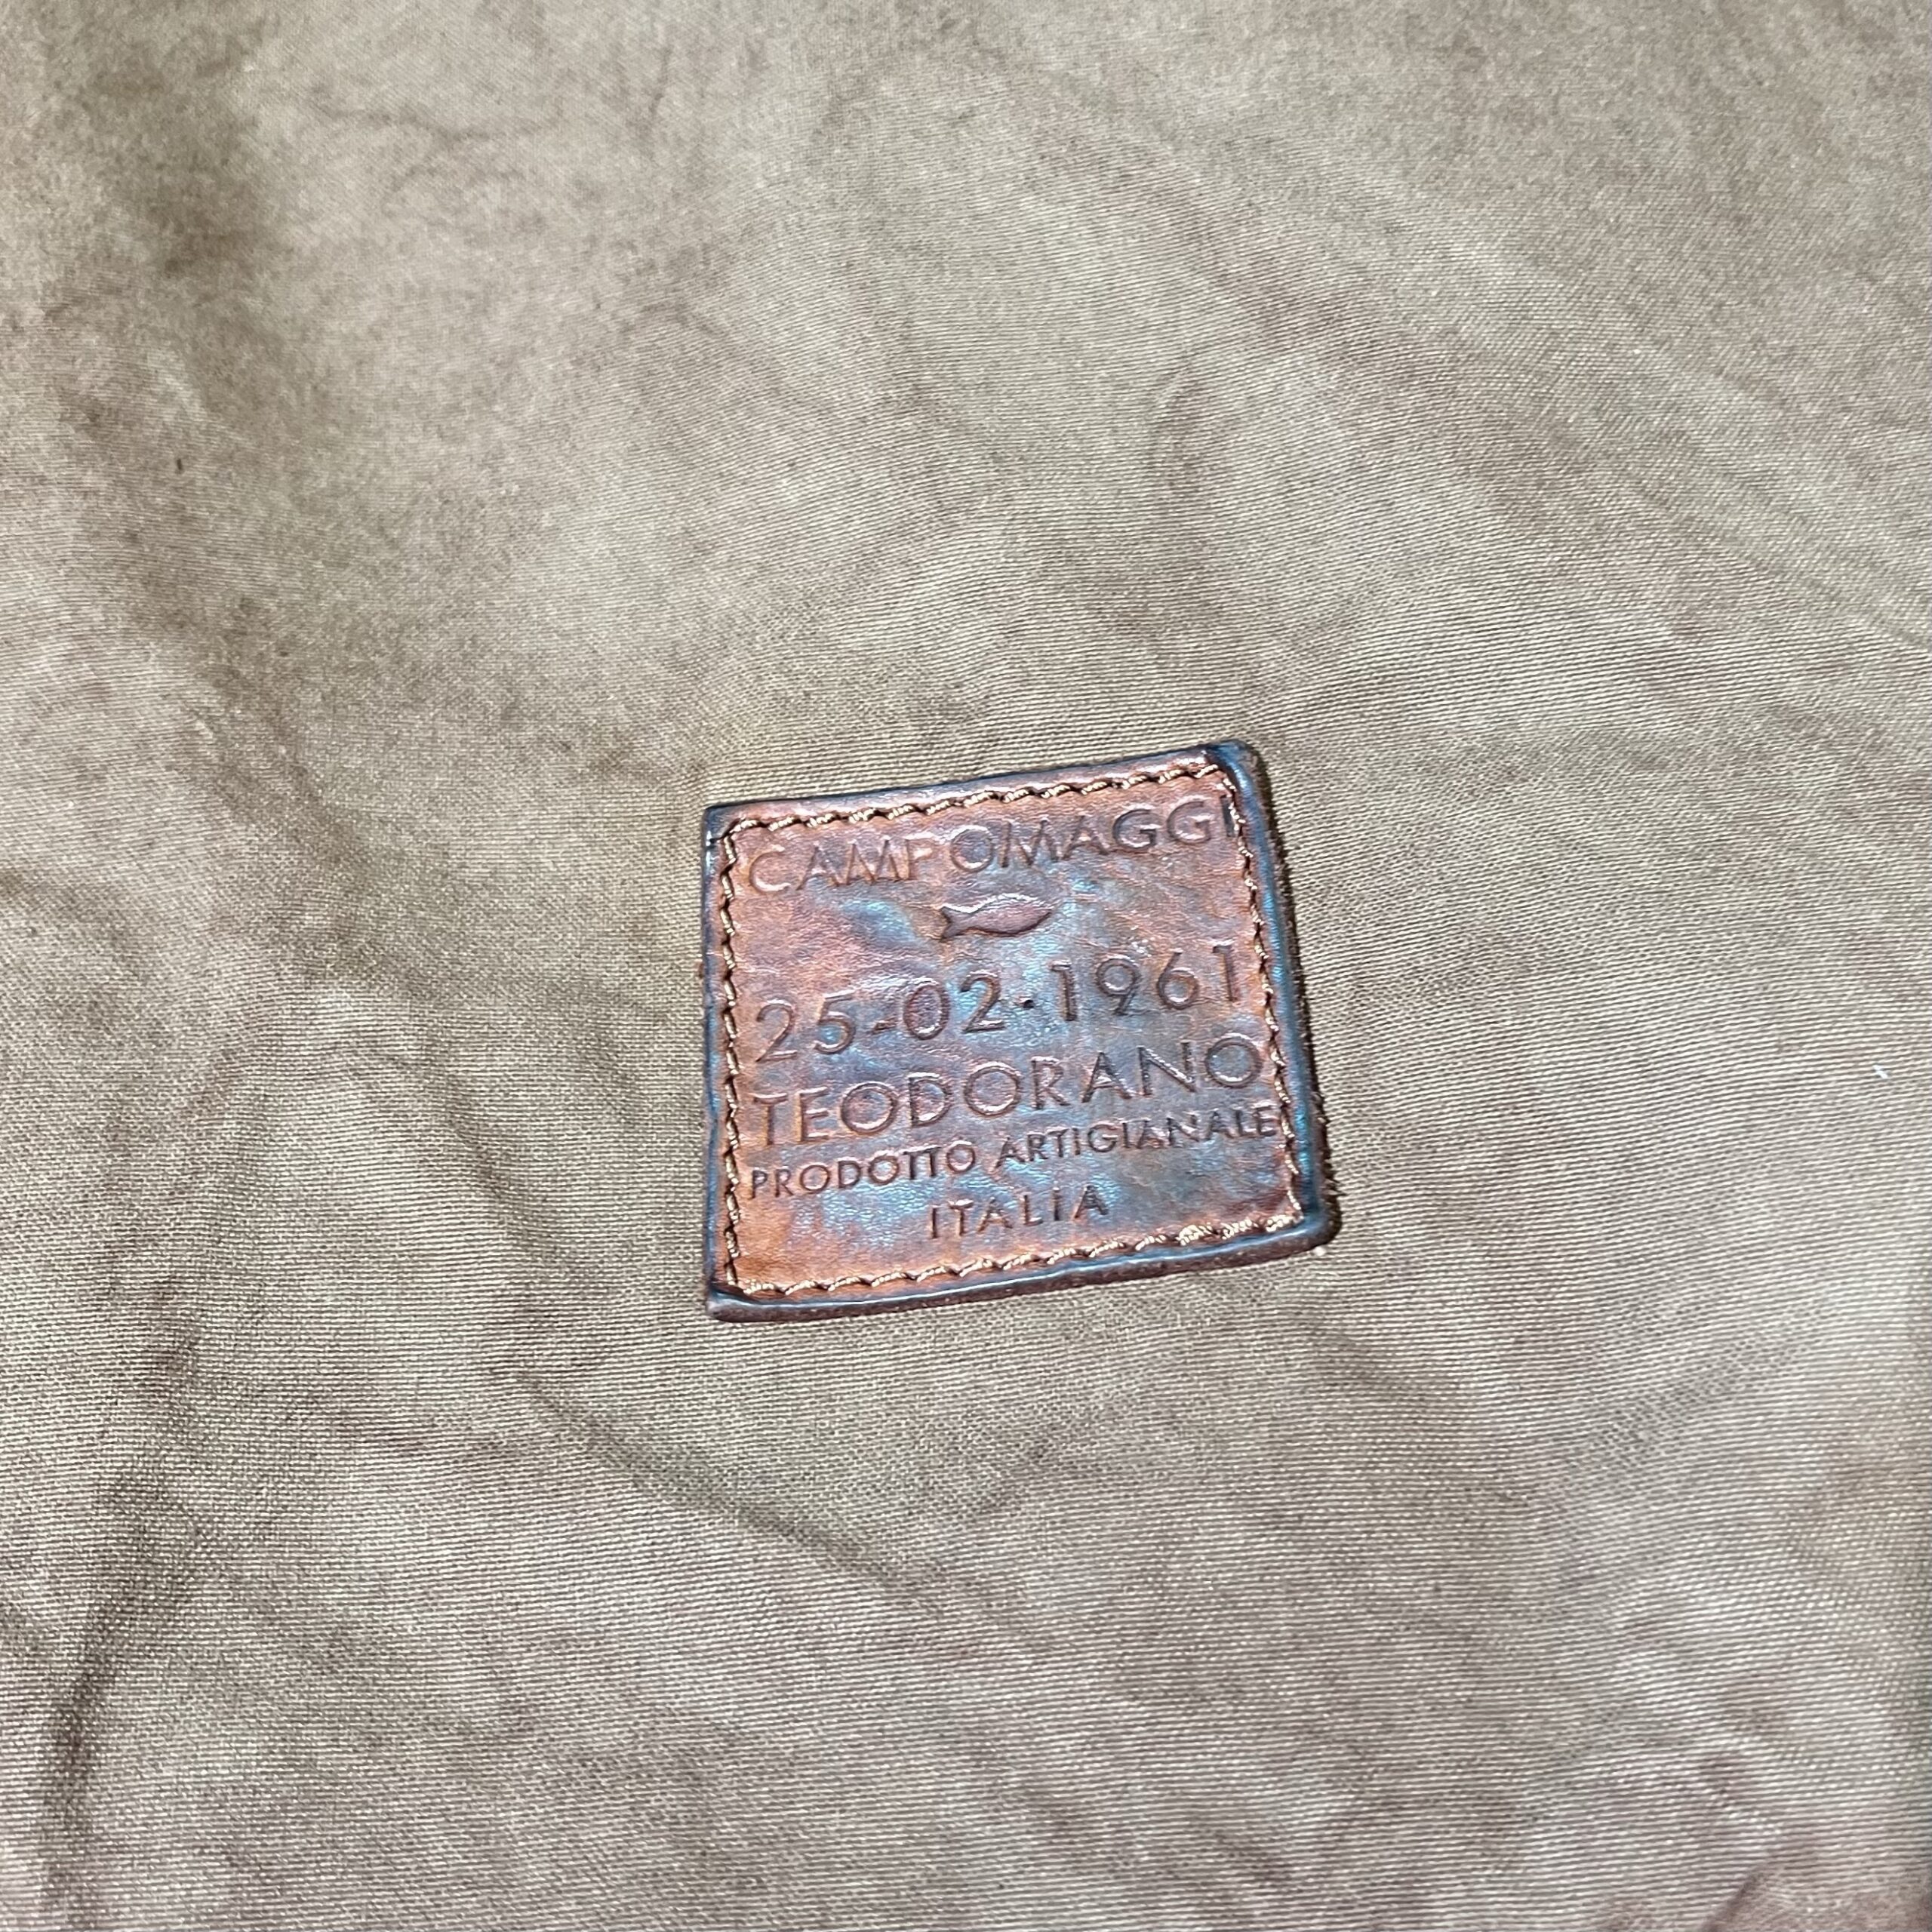 CAMPOMAGGI
25-02-1961
TEODORANO
PRODOTTO ARTIGIANALE
ITALIA